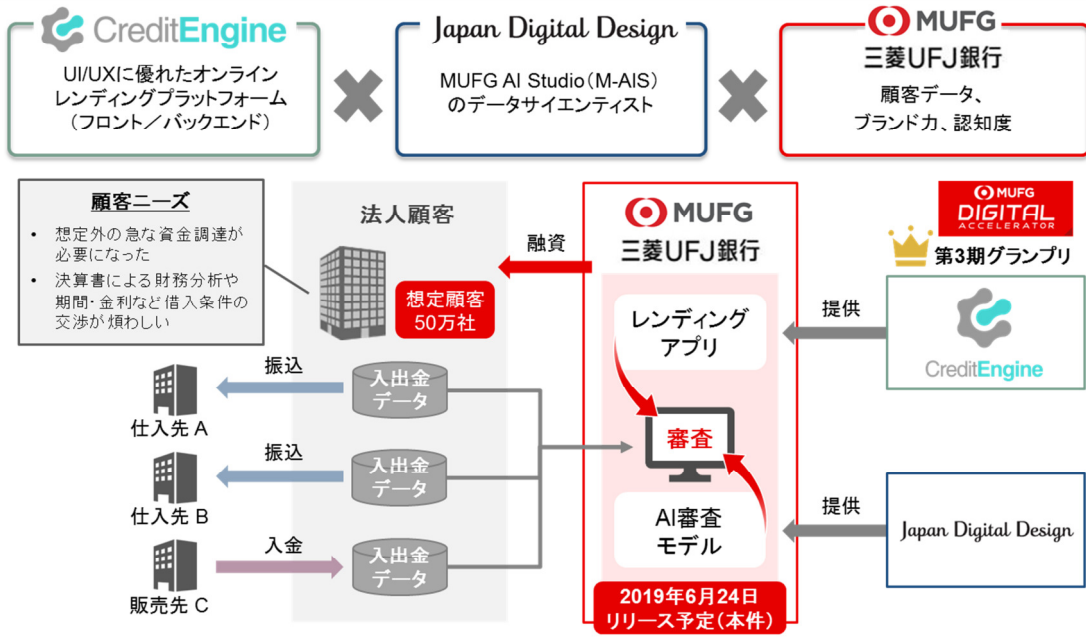 CreditEngine
UI/UXに優れたオンライン
レンディングプラットフォーム
(フロント／バックエンド)
Japan Digital Design
MUFG AI Studio(M-AIS)
のデータサイエンティスト
MUFG
三菱UFJ銀行
顧客データ、
ブランド力、認知度
顧客ニーズ
• 想定外の急な資金調達が
必要になった
• 決算書による財務分析や
期間・金利など借入条件の
交渉が煩わしい
法人顧客
想定顧客
50万社
融資
MUFG
三菱UFJ銀行
レンディング
アプリ
審査
AI審査
モデル
2019年6月24日
リリース予定(本件)
MUFG
DIGITAL
ACCELERATOR
第3期グランプリ
提供
CreditEngine
提供
Japan Digital Design
振込
入出金
データ
仕入先 A
振込
入出金
データ
仕入先 B
入金
入出金
データ
販売先 C